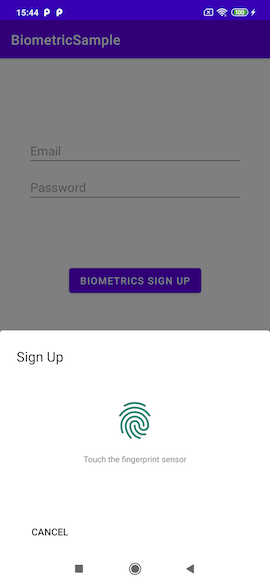 15:44
100
BiometricSample
Email
Password
BIOMETRICS SIGN UP
Sign Up
Touch the fingerprint sensor
CANCEL